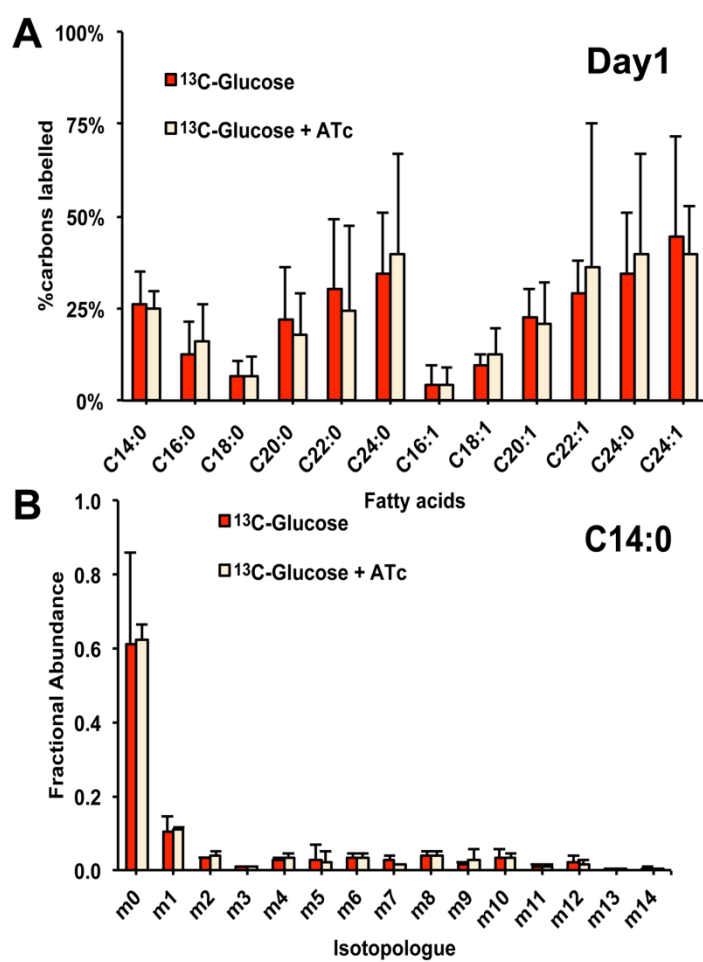 A
Day1
100%
75%
50%
25%
0%
%carbons labelled
¹³C-Glucose
¹³C-Glucose + ATc
C14:0
C16:0
C18:0
C20:0
C22:0
C24:0
C16:1
C18:1
C20:1
C22:1
C24:0
C24:1
Fatty acids
B
C14:0
1.0
0.8
0.6
0.4
0.2
0.0
Fractional Abundance
¹³C-Glucose
¹³C-Glucose + ATc
m0
m1
m2
m3
m4
m5
m6
m7
m8
m9
m10
m11
m12
m13
m14
Isotopologue